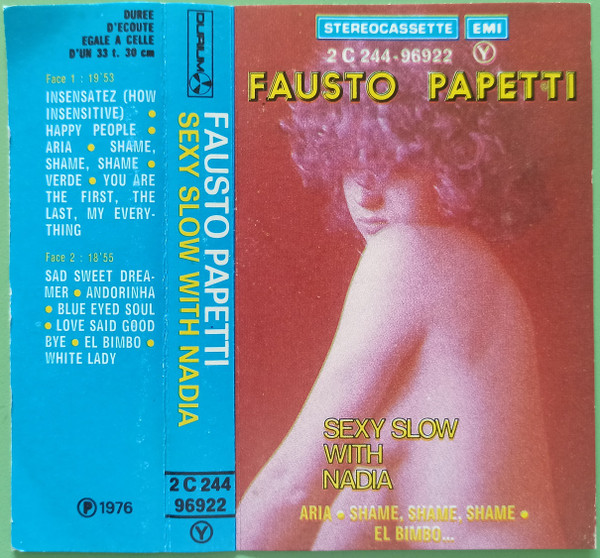 DUREE
D'ECOUTE
EGALE A CELLE
D'UN 33 t. 30 cm
Face 1 : 19'53
INSENSATEZ (HOW
INSENSITIVE) ●
HAPPY PEOPLE ●
ARIA ● SHAME,
SHAME, SHAME ●
VERDE ● YOU ARE
THE FIRST, THE
LAST, MY EVERY-
THING
Face 2 : 18'55
SAD SWEET DREA-
MER ● ANDORINHA
● BLUE EYED SOUL
● LOVE SAID GOOD
BYE ● EL BIMBO ●
WHITE LADY
℗ 1976
DURIUM
FAUSTO PAPETTI
SEXY SLOW WITH NADIA
2 C 244
96922
Y
STEREOCASSETTE EMI
2 C 244-96922 Y
FAUSTO PAPETTI
SEXY SLOW
WITH
NADIA
ARIA ● SHAME, SHAME, SHAME ●
EL BIMBO...